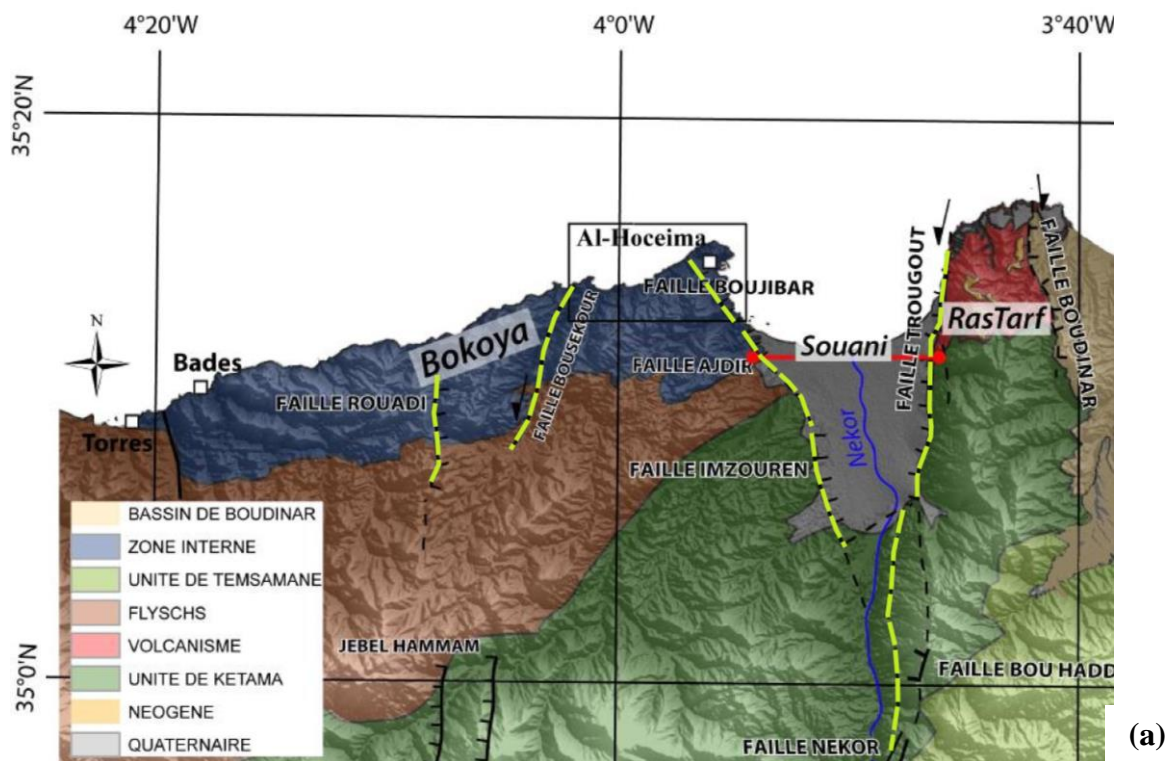 4°20'W
4°0'W
3°40'W
35°20'N
N
Al-Hoceima
FAILLE BOUJIBAR
FAILLE TROUGOUT
FAILLE BOUDINAR
RasTarf
Souani
Bokoya
FAILLE BOUSEKOUR
Bades
FAILLE AJDIR
FAILLE ROUADI
Torres
Nekor
FAILLE IMZOUREN
BASSIN DE BOUDINAR
ZONE INTERNE
UNITE DE TEMSAMANE
FLYSCHS
VOLCANISME
UNITE DE KETAMA
NEOGENE
QUATERNAIRE
JEBEL HAMMAM
35°0'N
FAILLE BOU HADD
FAILLE NEKOR
(a)